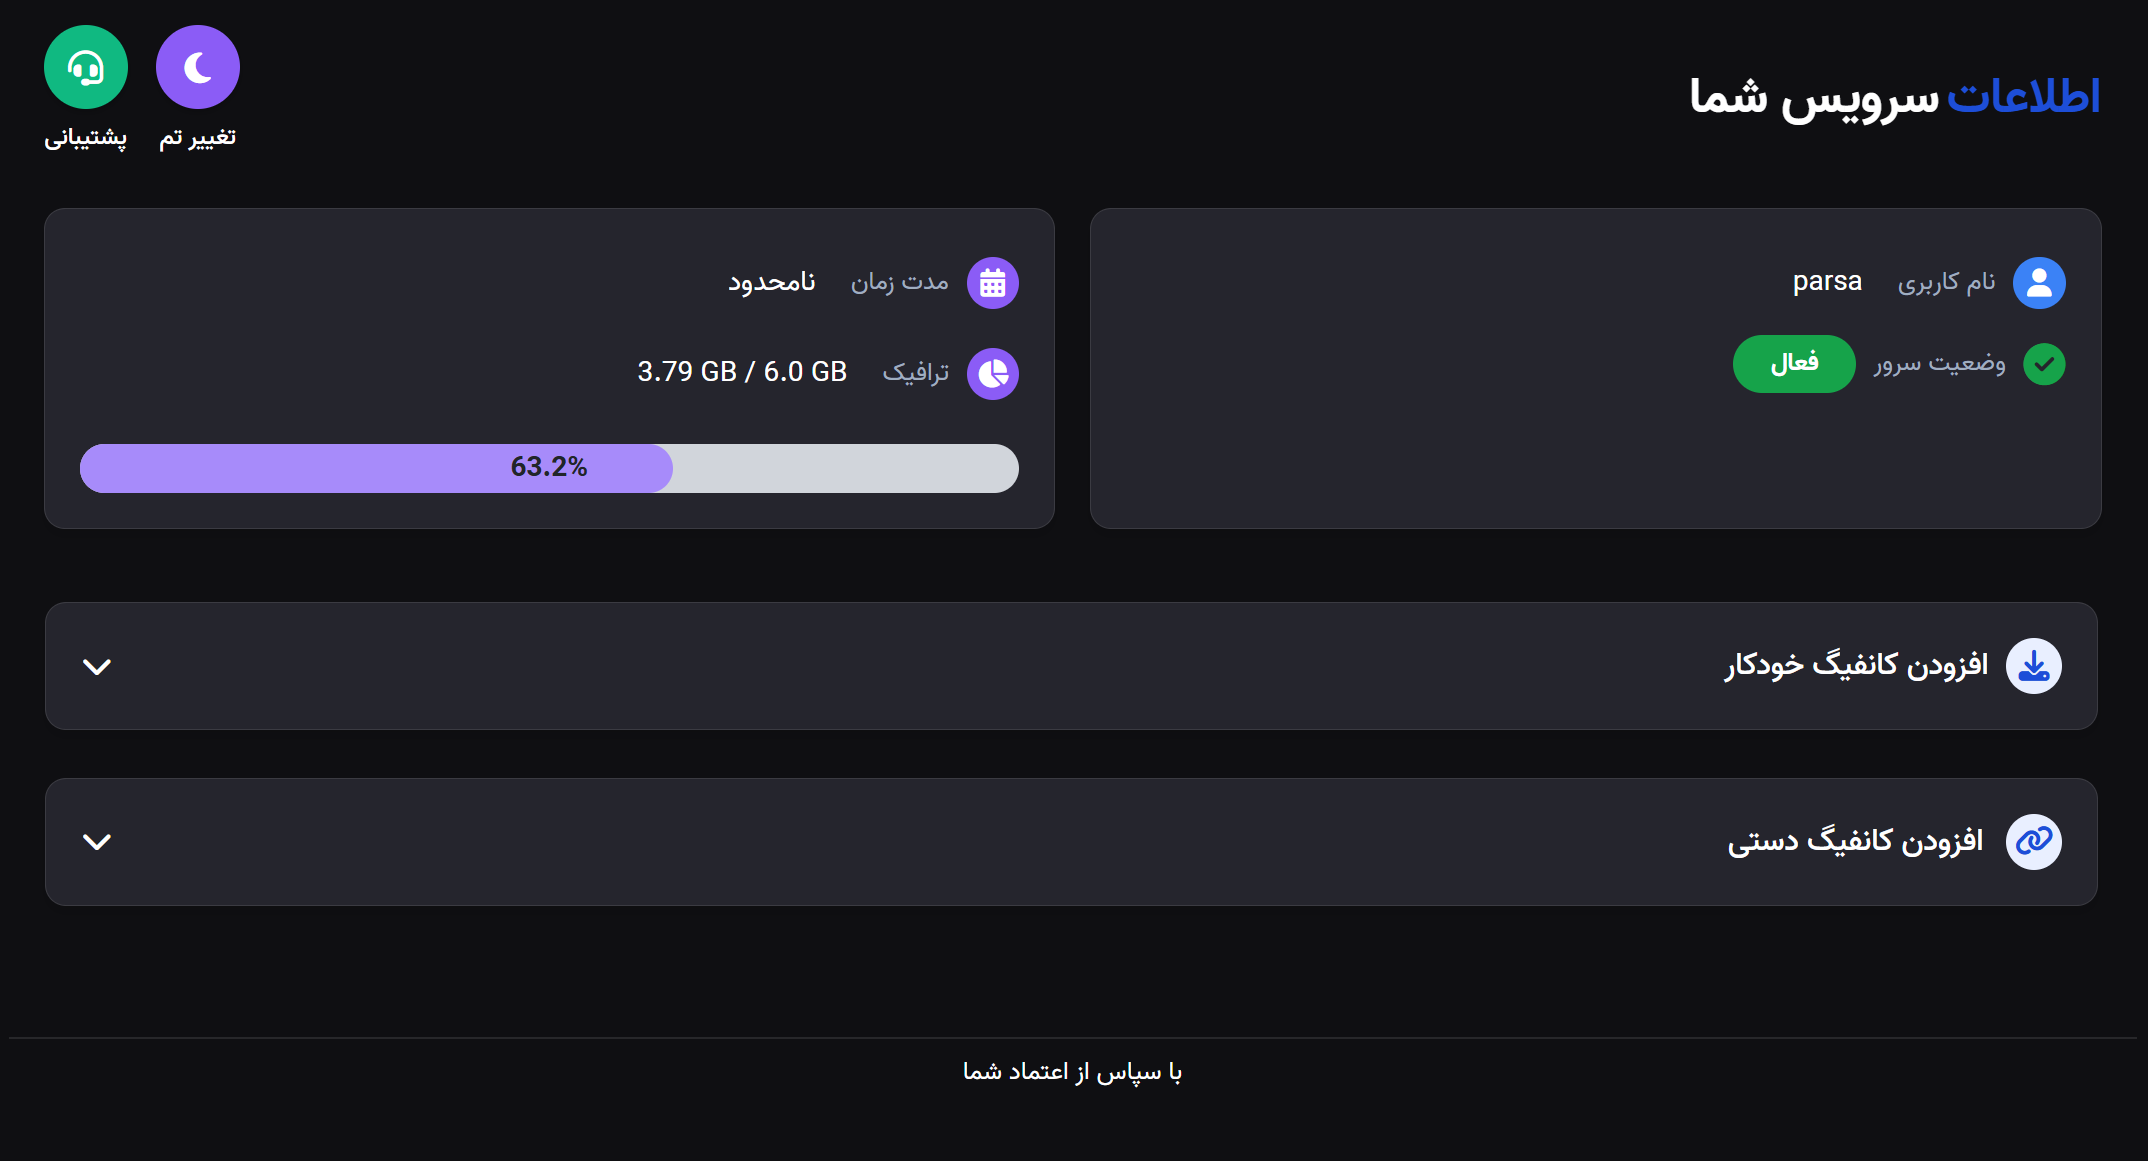 اطلاعات سرویس شما
تغییر تم
پشتیبانی
نام کاربری parsa
وضعیت سرور فعال
مدت زمان نامحدود
ترافیک 3.79 GB / 6.0 GB
63.2%
افزودن کانفیگ خودکار
افزودن کانفیگ دستی
با سپاس از اعتماد شما